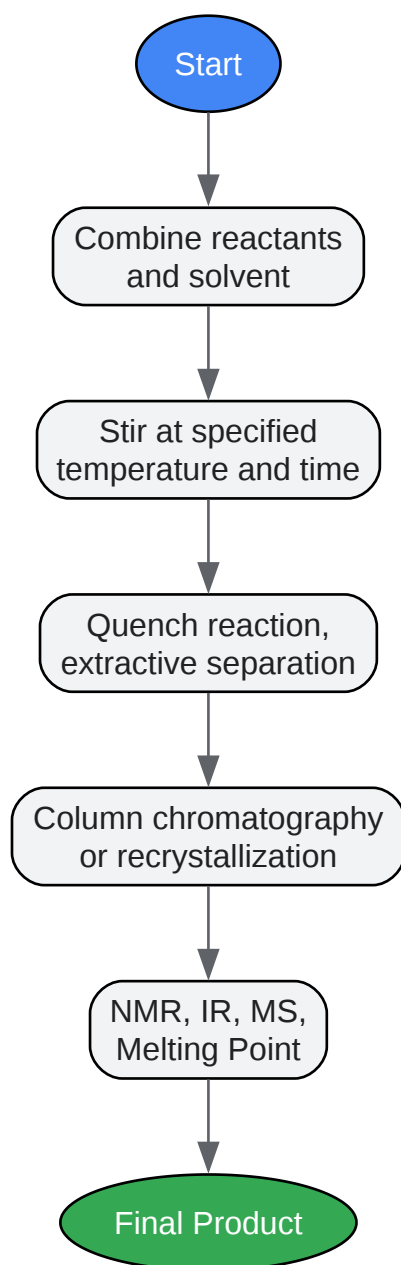 Start
Combine reactants
and solvent
Stir at specified
temperature and time
Quench reaction,
extractive separation
Column chromatography
or recrystallization
NMR, IR, MS,
Melting Point
Final Product